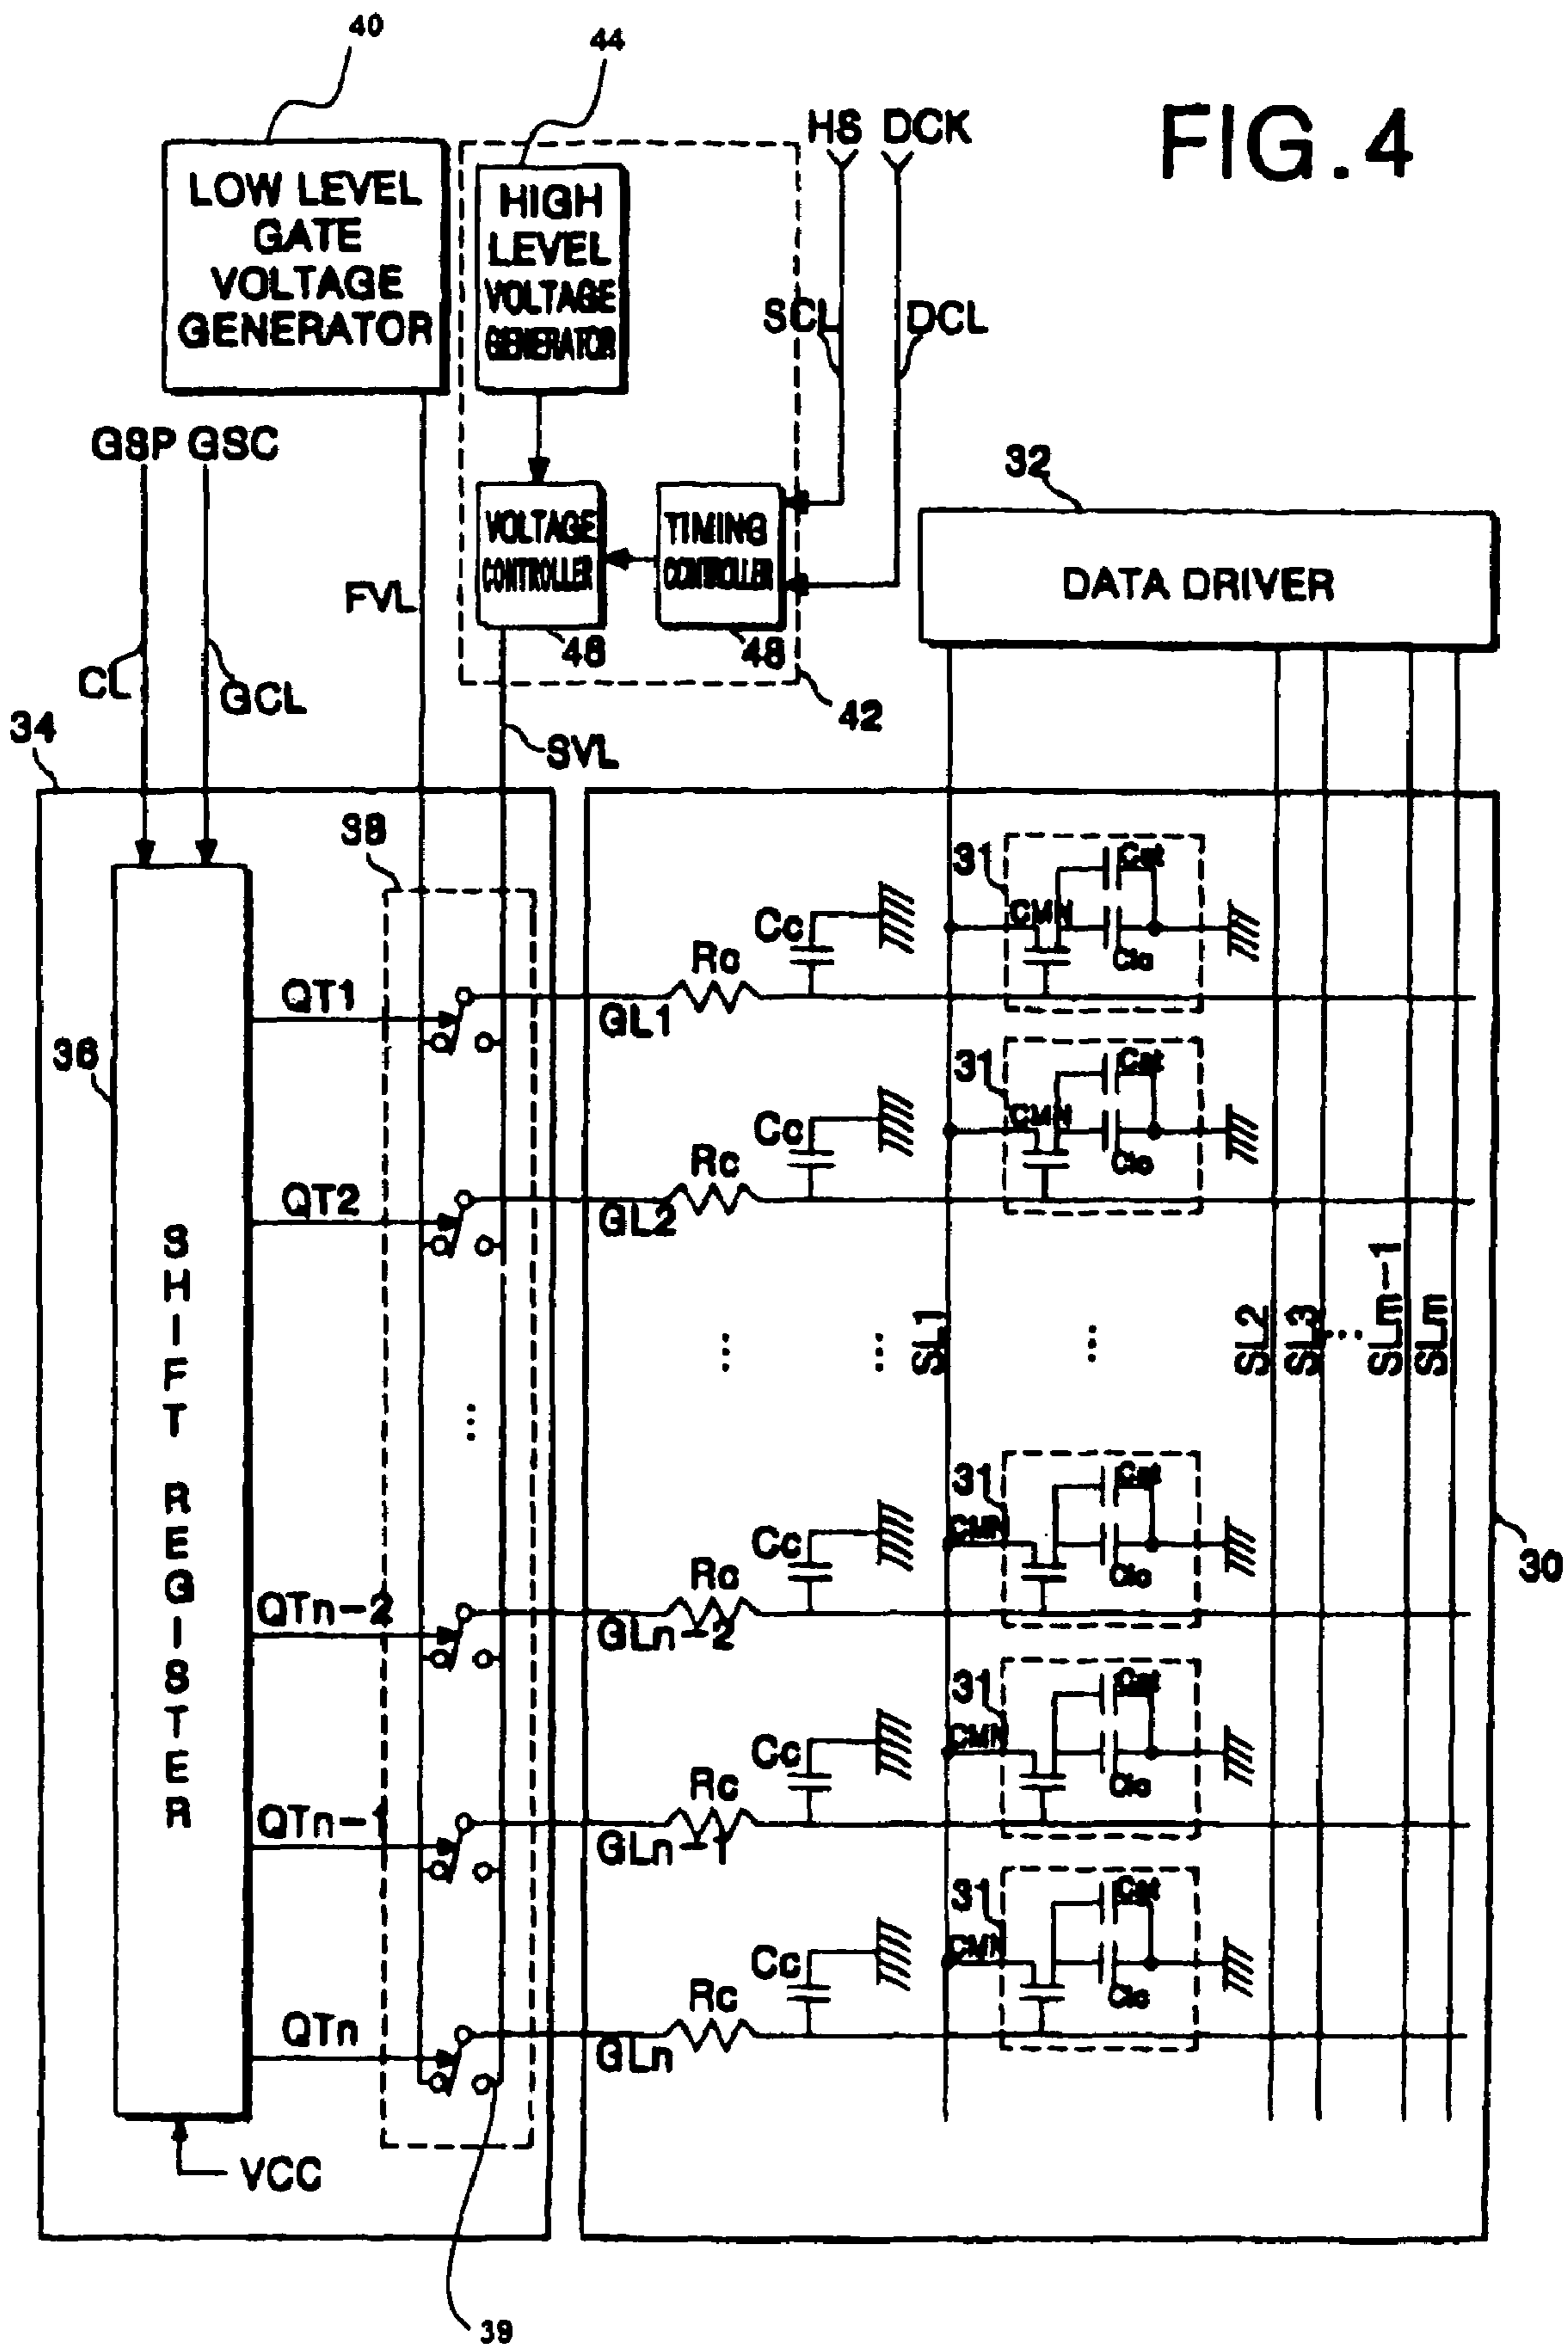 FIG. 4
40
44
HS DCK
LOW LEVEL
GATE
VOLTAGE
GENERATOR
HIGH
LEVEL
VOLTAGE
GENERATOR
SCL
DCL
GSP GSC
32
VOLTAGE
CONTROLLER
TIMING
CONTROLLER
DATA DRIVER
FVL
46
48
CL
GCL
42
34
SVL
38
31
Cst
CMN
Cc
Clc
Rc
QT1
GL1
36
31
Cst
CMN
Cc
Clc
Rc
QT2
GL2
SHIFT REGISTER
...
...
SL1
...
SL2
SL3
...
SLm-1
SLm
...
31
Cst
CMN
Cc
Clc
Rc
30
QTn-2
GLn-2
31
Cst
CMN
Cc
Clc
Rc
QTn-1
GLn-1
31
Cst
CMN
Cc
Clc
Rc
QTn
GLn
VCC
39